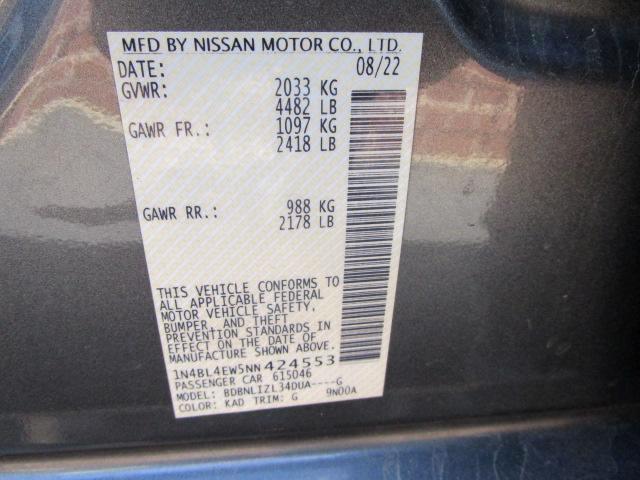 MFD BY NISSAN MOTOR CO., LTD.
DATE: 08/22
GVWR: 2033 KG
4482 LB
GAWR FR.: 1097 KG
2418 LB
GAWR RR.: 988 KG
2178 LB
THIS VEHICLE CONFORMS TO
ALL APPLICABLE FEDERAL
MOTOR VEHICLE SAFETY,
BUMPER, AND THEFT
PREVENTION STANDARDS IN
EFFECT ON THE DATE OF
MANUFACTURE SHOWN ABOVE.
1N4BL4EW5NN424553
PASSENGER CAR 615046
MODEL: BDBNLIZL34DUA----G
COLOR: KAD TRIM: G 9N00A